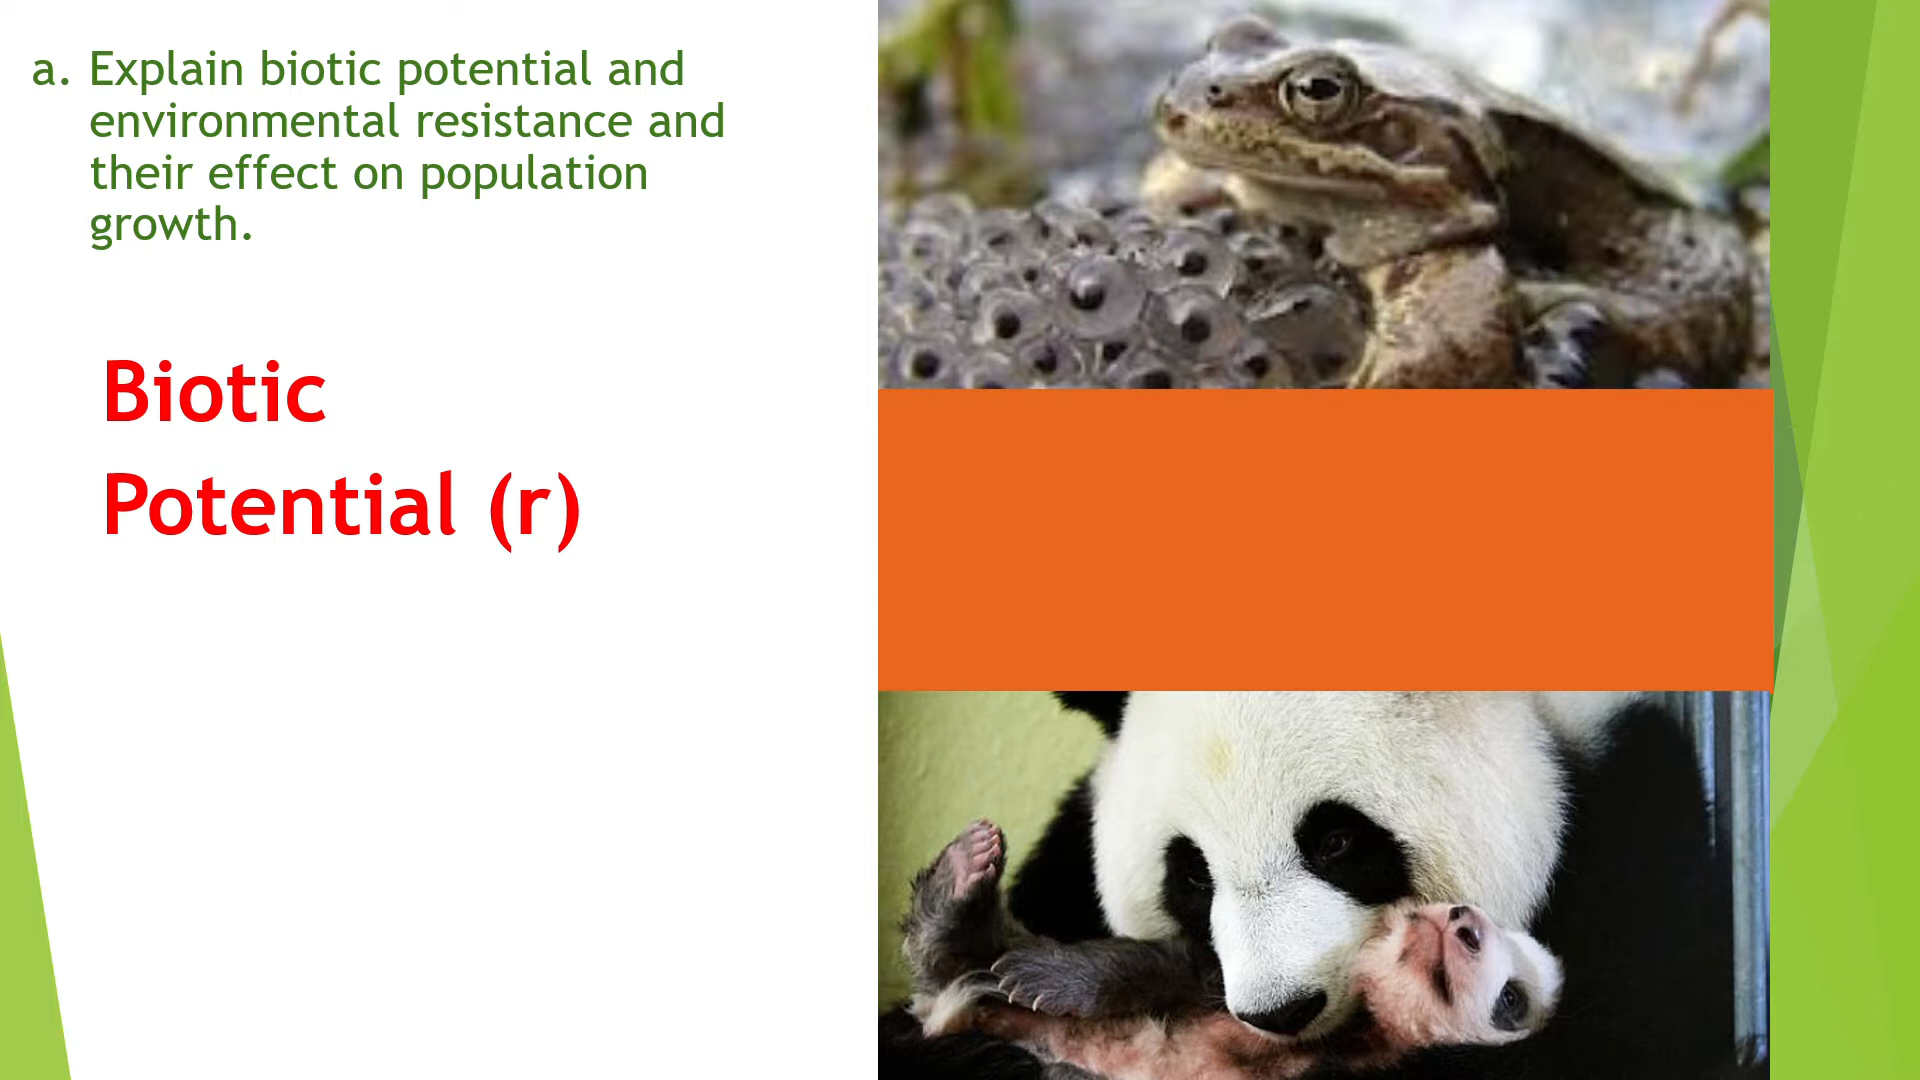 a. Explain biotic potential and
environmental resistance and
their effect on population
growth.
Biotic
Potential (r)